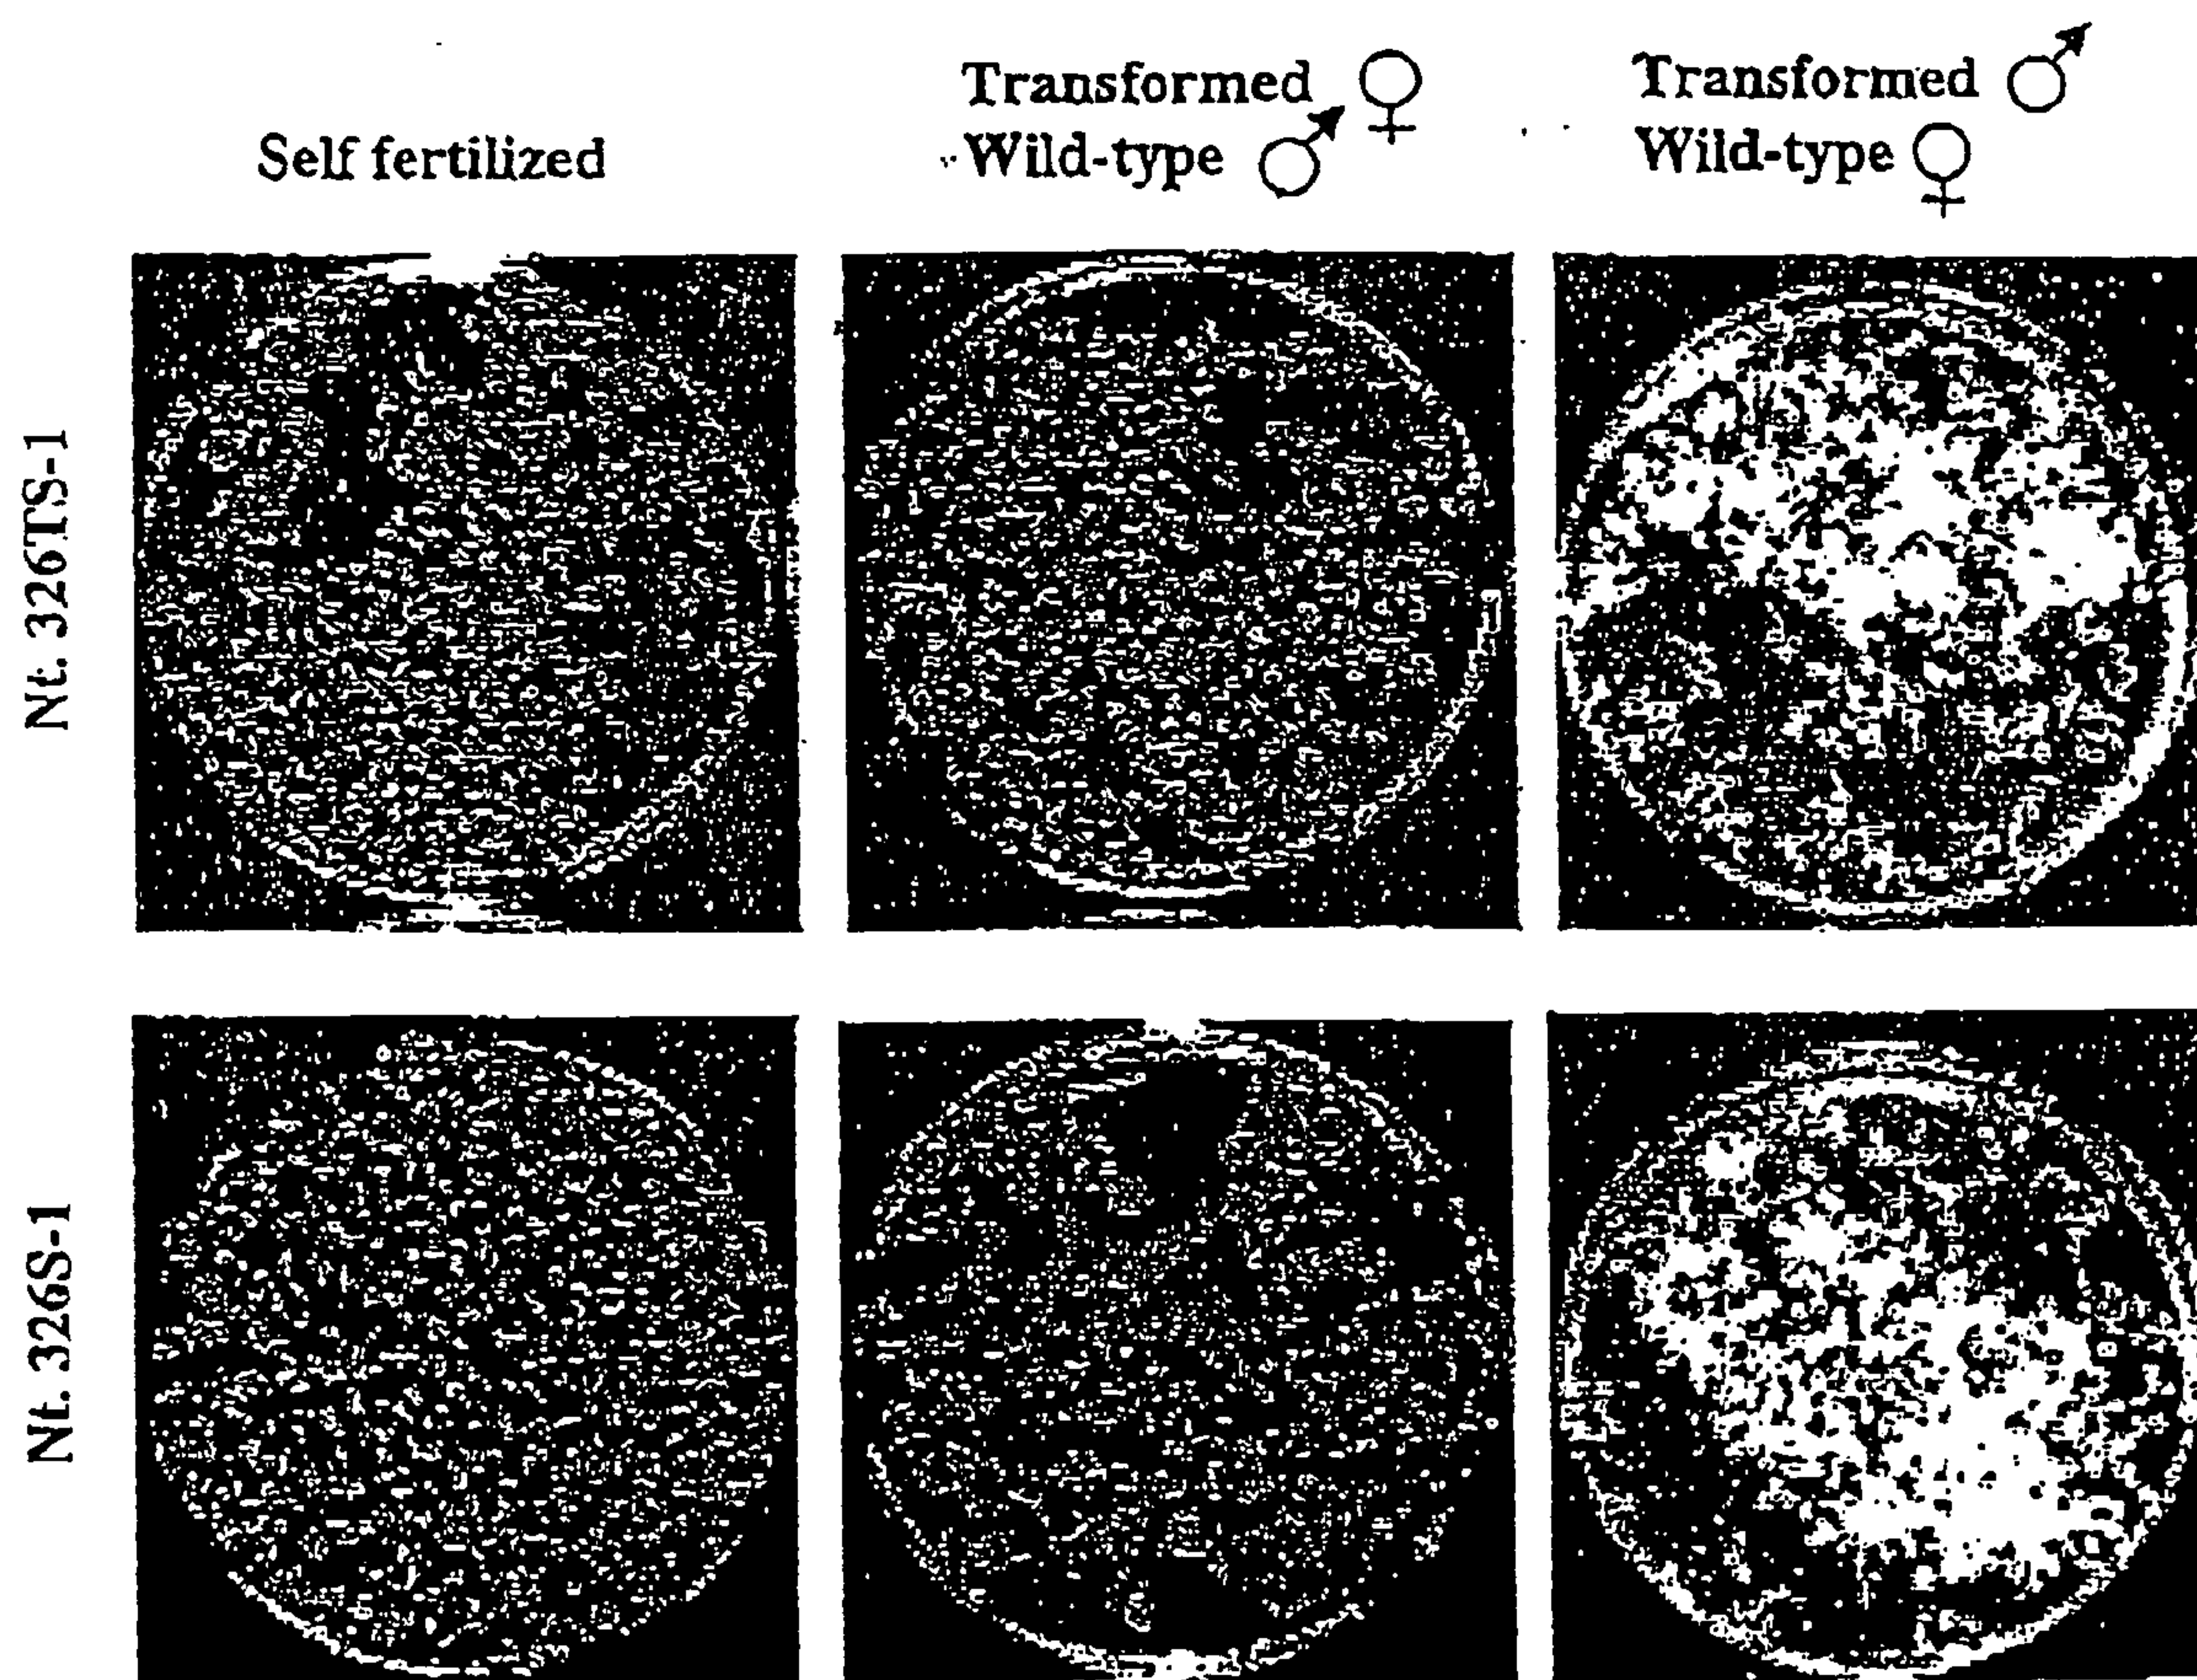 Self fertilized
Transformed ♀
Wild-type ♂
Transformed ♂
Wild-type ♀
Nt. 326TS-1
Nt. 326S-1